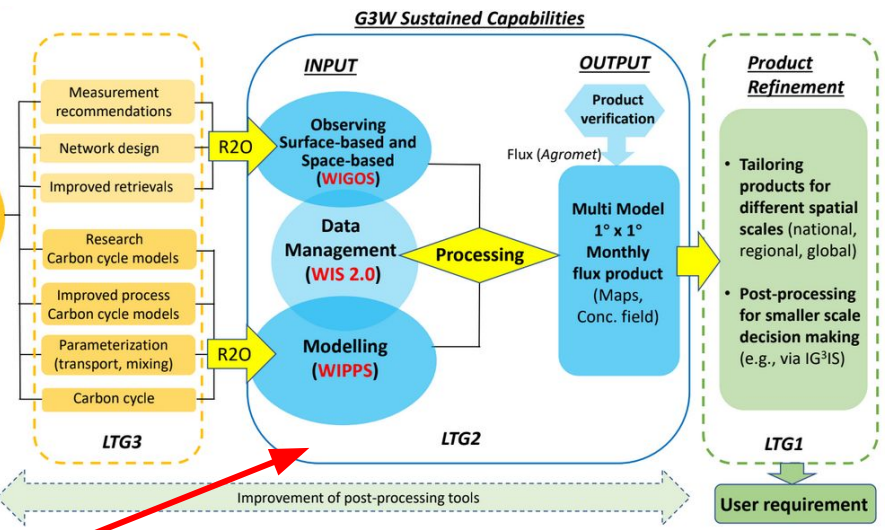 G3W Sustained Capabilities
Measurement
recommendations
Network design
Improved retrievals
Research
Carbon cycle models
Improved process
Carbon cycle models
Parameterization
(transport, mixing)
Carbon cycle
LTG3
R2O
R2O
INPUT
Observing
Surface-based and
Space-based
(WIGOS)
Data
Management
(WIS 2.0)
Modelling
(WIPPS)
Processing
LTG2
OUTPUT
Product
verification
Flux (Agromet)
Multi Model
1° x 1°
Monthly
flux product
(Maps,
Conc. field)
Product
Refinement
• Tailoring
products for
different spatial
scales (national,
regional, global)
• Post-processing
for smaller scale
decision making
(e.g., via IG³IS)
LTG1
Improvement of post-processing tools
User requirement